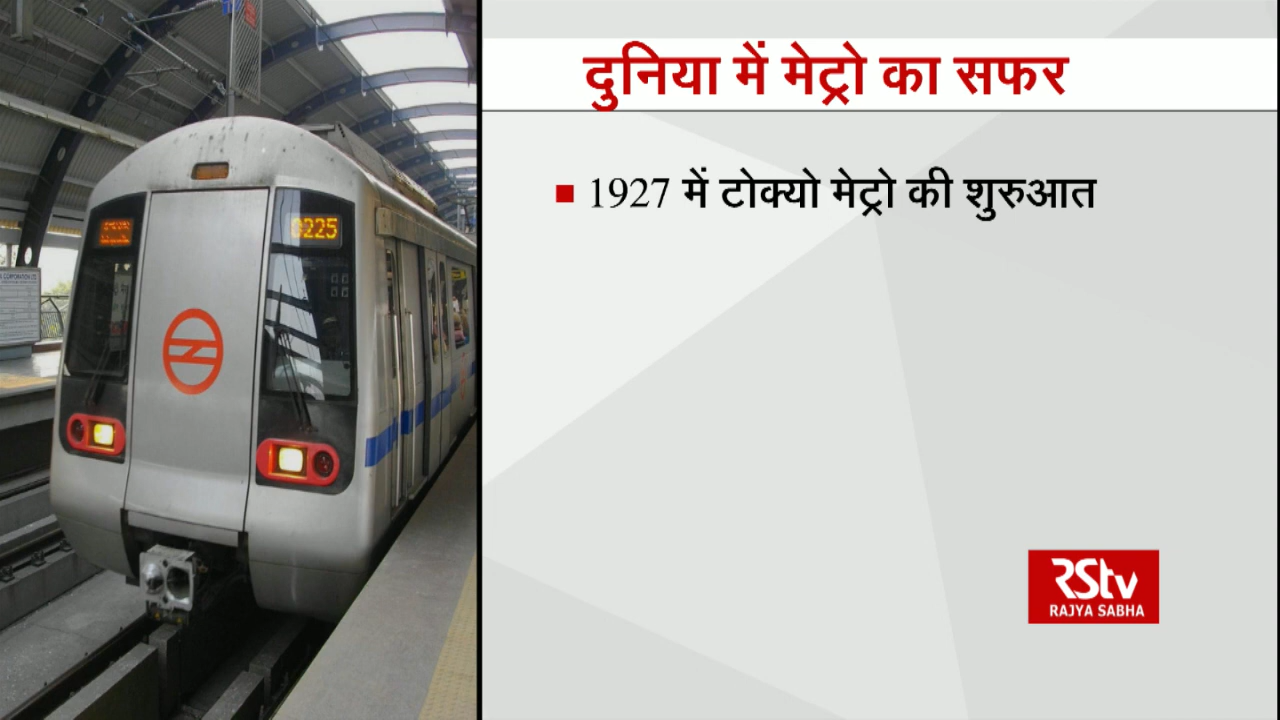 दुनिया में मेट्रो का सफर
1927 में टोक्यो मेट्रो की शुरुआत
225
RStv
RAJYA SABHA